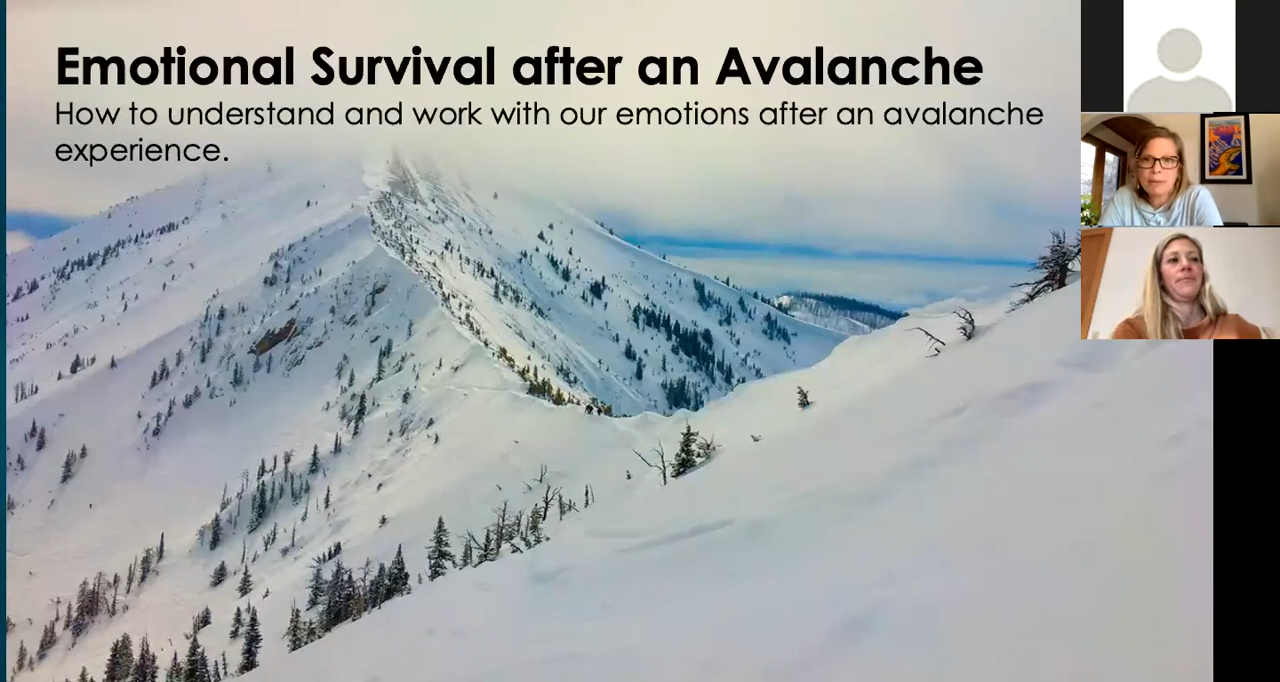 Emotional Survival after an Avalanche
How to understand and work with our emotions after an avalanche
experience.